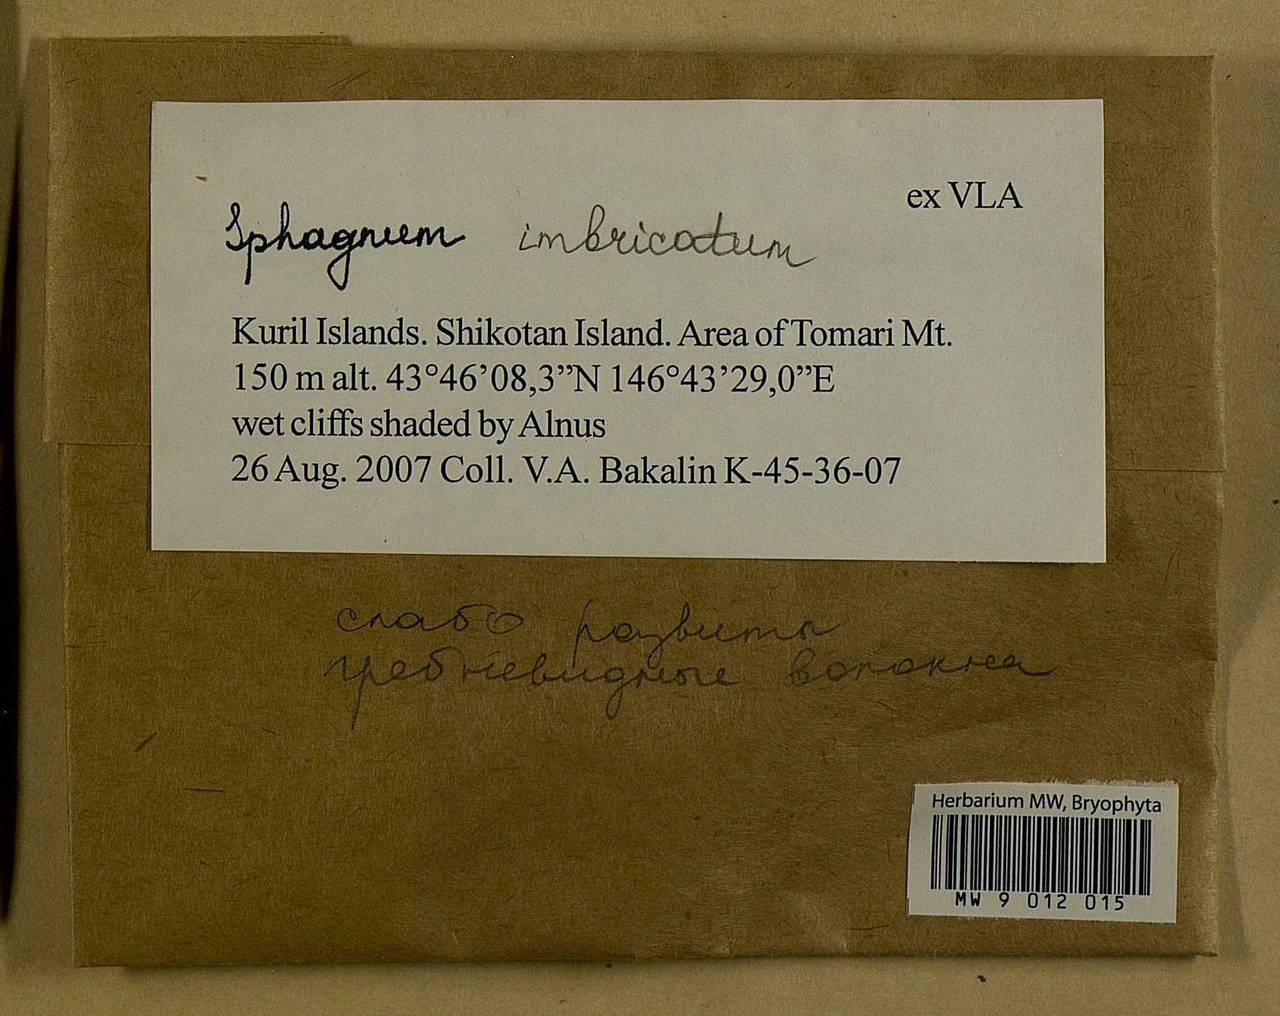 ex VLA
Sphagnum imbricatum
Kuril Islands. Shikotan Island. Area of Tomari Mt.
150 m alt. 43°46’08,3”N 146°43’29,0”E
wet cliffs shaded by Alnus
26 Aug. 2007 Coll. V.A. Bakalin K-45-36-07
слабо развиты
гребневидные волокна
Herbarium MW, Bryophyta
MW 9 012 015